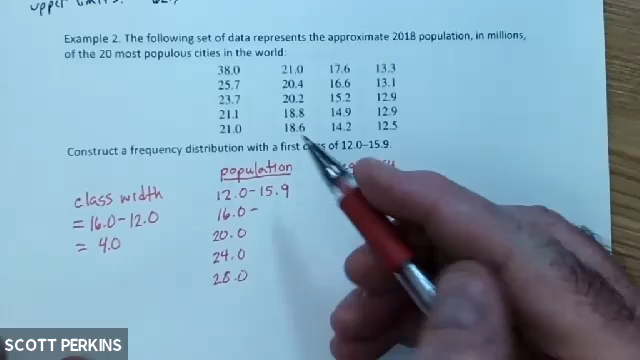 upper limits:
Example 2. The following set of data represents the approximate 2018 population, in millions,
of the 20 most populous cities in the world:
38.0 21.0 17.6 13.3
25.7 20.4 16.6 13.1
23.7 20.2 15.2 12.9
21.1 18.8 14.9 12.9
21.0 18.6 14.2 12.5
Construct a frequency distribution with a first of 12.0–15.9.
population
class width 12.0-15.9
=16.0-12.0 16.0-
= 4.0 20.0
24.0
28.0
SCOTT PERKINS